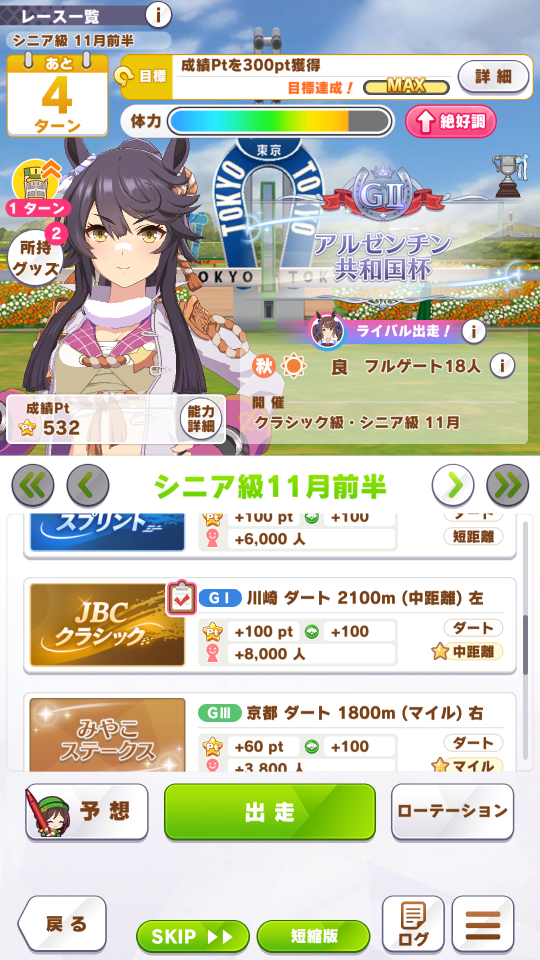 レース一覧
i
シニア級 11月前半
あと
4
ターン
目標
成績Ptを300pt獲得
目標達成！
MAX
詳細
体力
絶好調
東京
TOKYO
TOKYO
TOKYO
TOK
1 ターン
所持
グッズ
2
GⅡ
アルゼンチン
共和国杯
ライバル出走！
i
秋
良 フルゲート18人
i
開催
クラシック級・シニア級 11月
成績Pt
532
能力
詳細
シニア級11月前半
スプリント
Pt
+100 pt
+100
ダート
+6,000 人
短距離
JBC
クラシック
GⅠ
川崎 ダート 2100m (中距離) 左
Pt
+100 pt
+100
ダート
+8,000 人
中距離
みやこ
ステークス
GⅢ
京都 ダート 1800m (マイル) 右
Pt
+60 pt
+100
ダート
+3,800 人
マイル
予想
出走
ローテーション
戻る
SKIP
短縮版
ログ